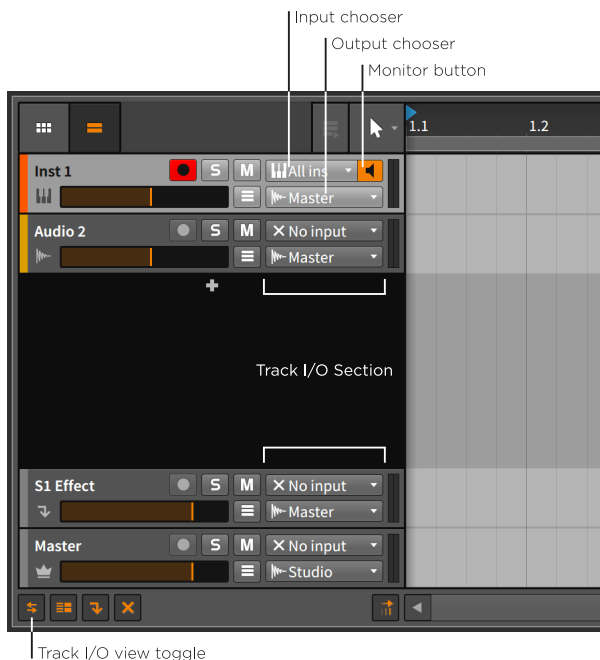 Input chooser
Output chooser
Monitor button
1.1 1.2
Inst 1 S M All ins
Master
Audio 2 S M No input
Master
Track I/O Section
S1 Effect S M No input
Master
Master S M No input
Studio
Track I/O view toggle